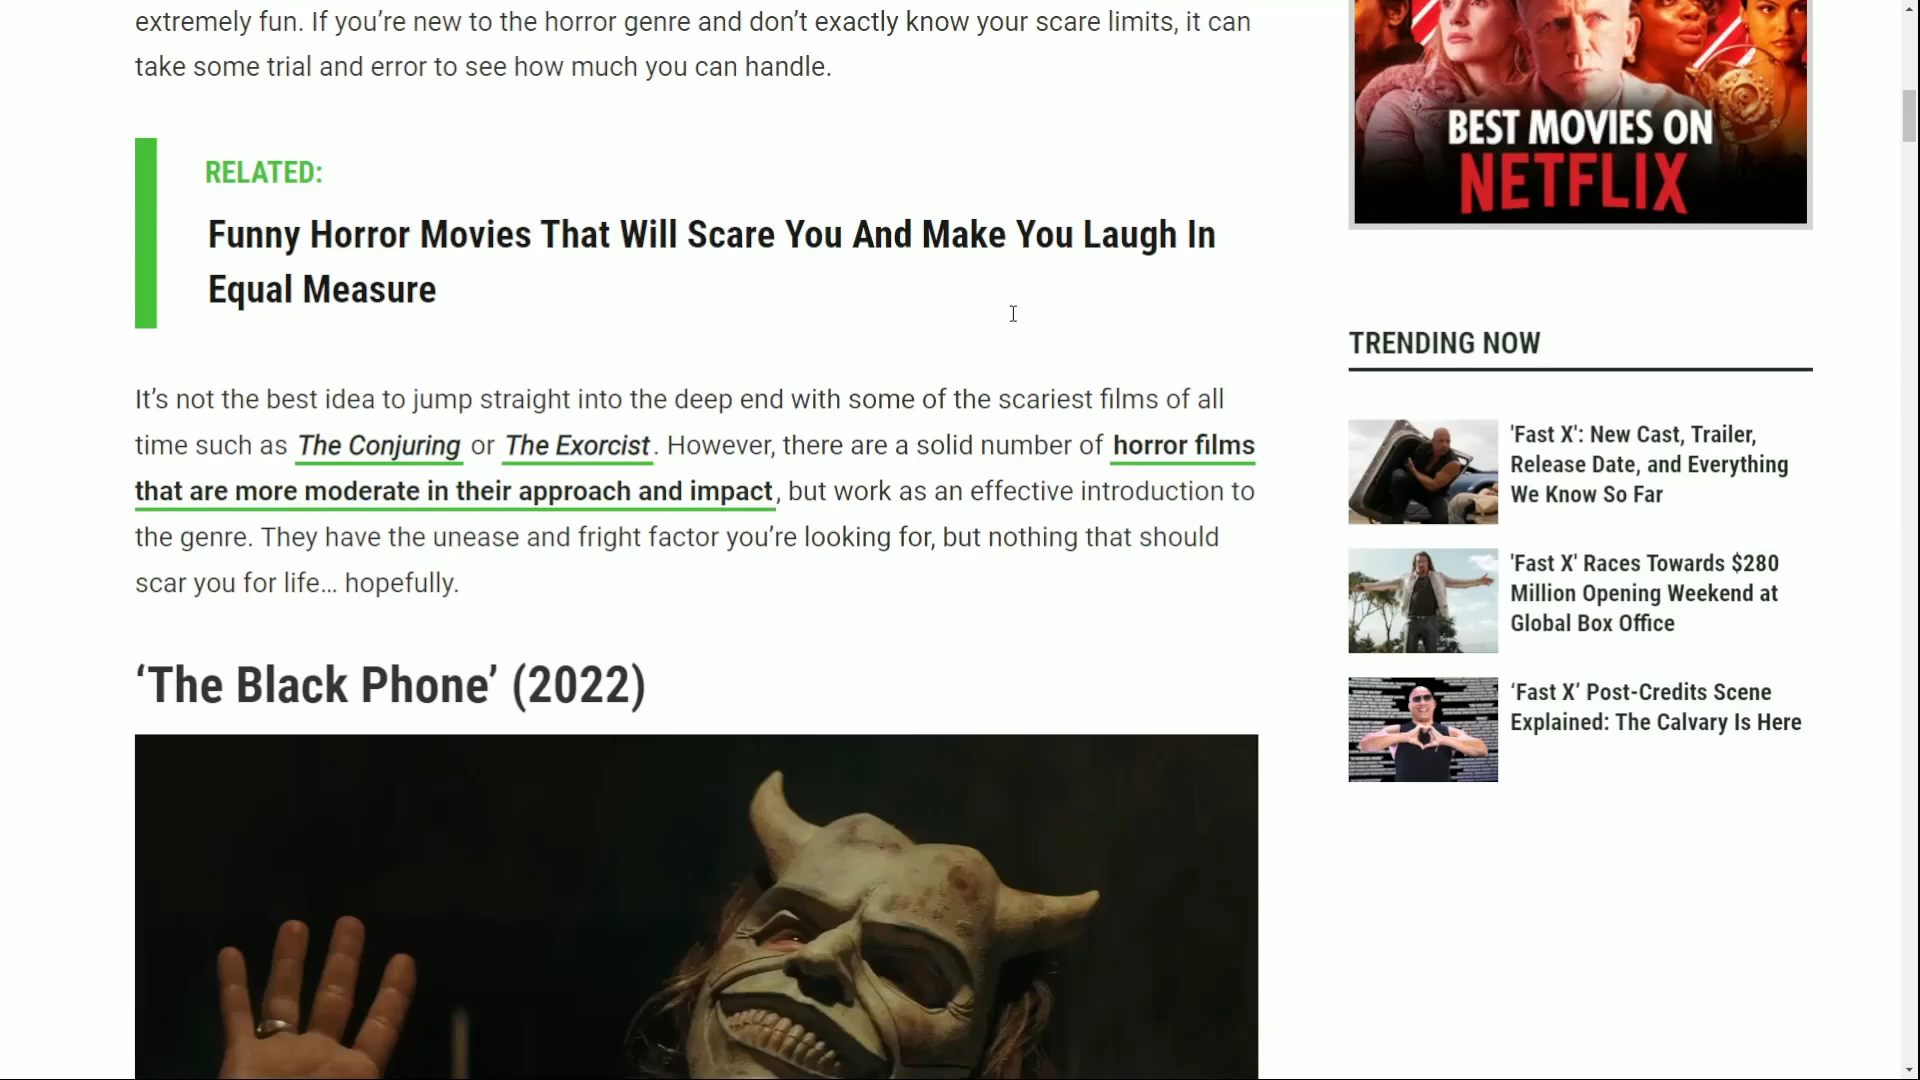 extremely fun. If you’re new to the horror genre and don’t exactly know your scare limits, it can
take some trial and error to see how much you can handle.
RELATED:
Funny Horror Movies That Will Scare You And Make You Laugh In
Equal Measure
It’s not the best idea to jump straight into the deep end with some of the scariest films of all
time such as The Conjuring or The Exorcist. However, there are a solid number of horror films
that are more moderate in their approach and impact, but work as an effective introduction to
the genre. They have the unease and fright factor you’re looking for, but nothing that should
scar you for life… hopefully.
‘The Black Phone’ (2022)
BEST MOVIES ON
NETFLIX
TRENDING NOW
'Fast X': New Cast, Trailer,
Release Date, and Everything
We Know So Far
'Fast X' Races Towards $280
Million Opening Weekend at
Global Box Office
‘Fast X’ Post-Credits Scene
Explained: The Calvary Is Here